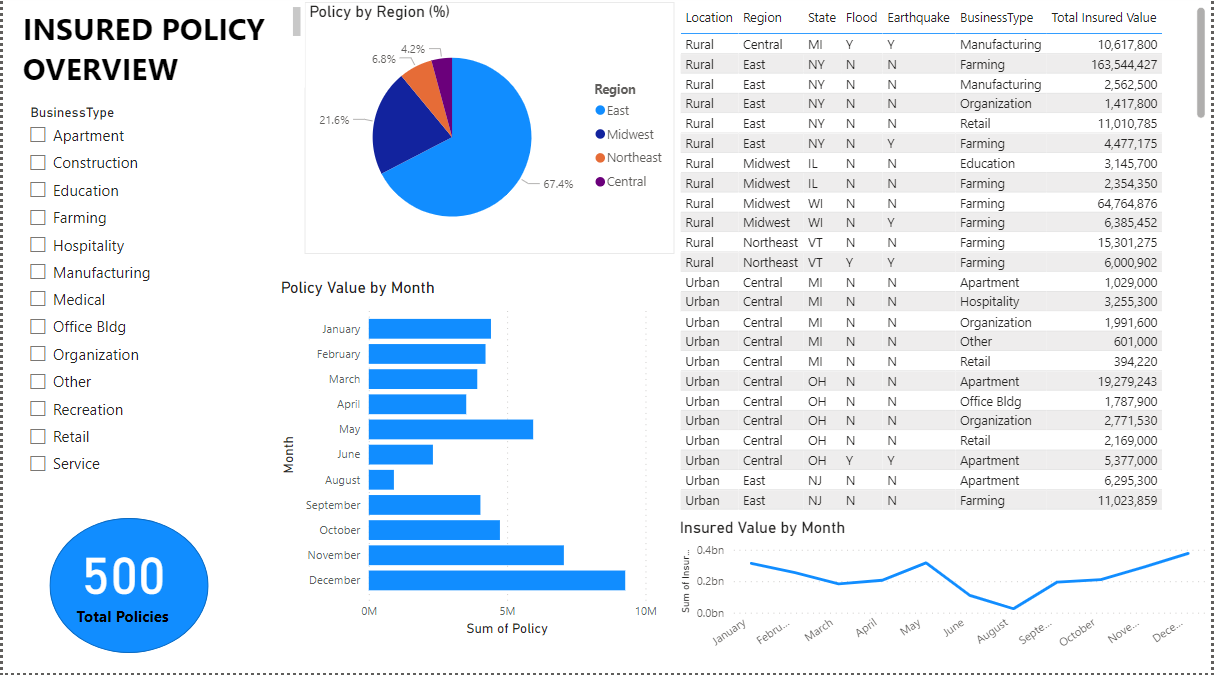 INSURED POLICY
OVERVIEW
BusinessType
Apartment
Construction
Education
Farming
Hospitality
Manufacturing
Medical
Office Bldg
Organization
Other
Recreation
Retail
Service
500
Total Policies
Policy by Region (%)
4.2%
6.8%
21.6%
67.4%
Region
East
Midwest
Northeast
Central
Policy Value by Month
Month
January
February
March
April
May
June
August
September
October
November
December
0M 5M 10M
Sum of Policy
Location Region State Flood Earthquake BusinessType Total Insured Value
Rural Central MI Y Y Manufacturing 10,617,800
Rural East NY N N Farming 163,544,427
Rural East NY N N Manufacturing 2,562,500
Rural East NY N N Organization 1,417,800
Rural East NY N N Retail 11,010,785
Rural East NY N Y Farming 4,477,175
Rural Midwest IL N N Education 3,145,700
Rural Midwest IL N N Farming 2,354,350
Rural Midwest WI N N Farming 64,764,876
Rural Midwest WI N Y Farming 6,385,452
Rural Northeast VT N N Farming 15,301,275
Rural Northeast VT Y Y Farming 6,000,902
Urban Central MI N N Apartment 1,029,000
Urban Central MI N N Hospitality 3,255,300
Urban Central MI N N Organization 1,991,600
Urban Central MI N N Other 601,000
Urban Central MI N N Retail 394,220
Urban Central OH N N Apartment 19,279,243
Urban Central OH N N Office Bldg 1,787,900
Urban Central OH N N Organization 2,771,530
Urban Central OH N N Retail 2,169,000
Urban Central OH Y Y Apartment 5,377,000
Urban East NJ N N Apartment 6,295,300
Urban East NJ N N Farming 11,023,859
Insured Value by Month
Sum of Insur...
0.4bn
0.2bn
0.0bn
January Febru... March April May June August Septe... October Nove... Dece...